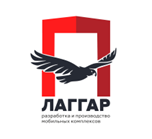 ЛАГГАР
разработка и производство
мобильных комплексов